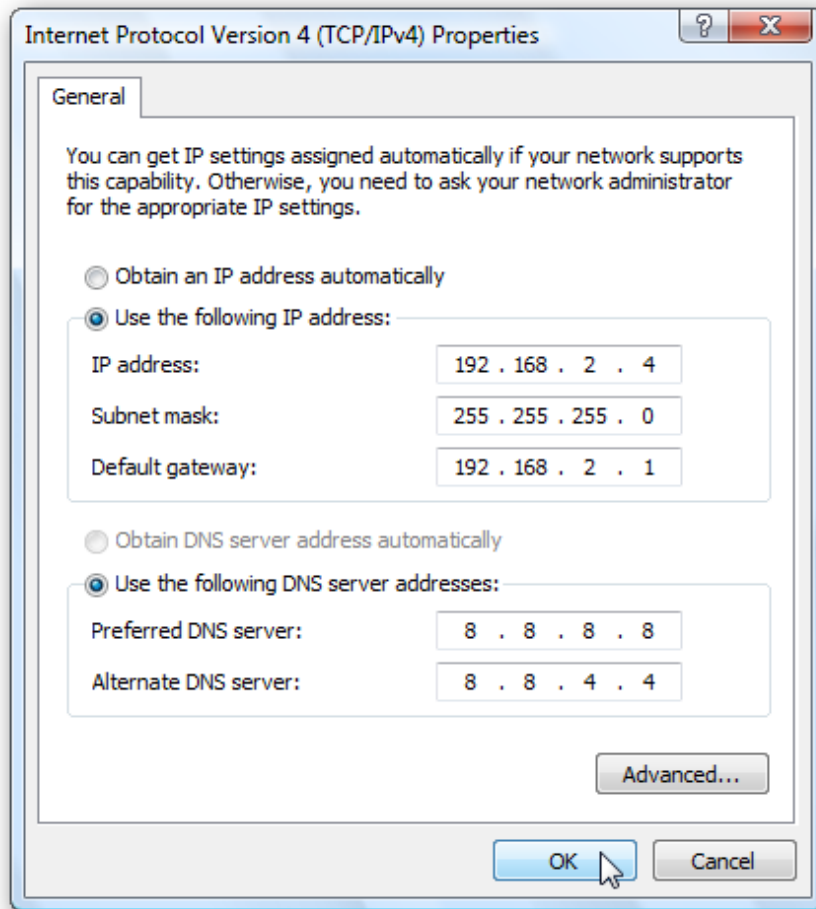 Internet Protocol Version 4 (TCP/IPv4) Properties
? X
General
You can get IP settings assigned automatically if your network supports
this capability. Otherwise, you need to ask your network administrator
for the appropriate IP settings.
Obtain an IP address automatically
Use the following IP address:
IP address: 192 . 168 . 2 . 4
Subnet mask: 255 . 255 . 255 . 0
Default gateway: 192 . 168 . 2 . 1
Obtain DNS server address automatically
Use the following DNS server addresses:
Preferred DNS server: 8 . 8 . 8 . 8
Alternate DNS server: 8 . 8 . 4 . 4
Advanced...
OK Cancel